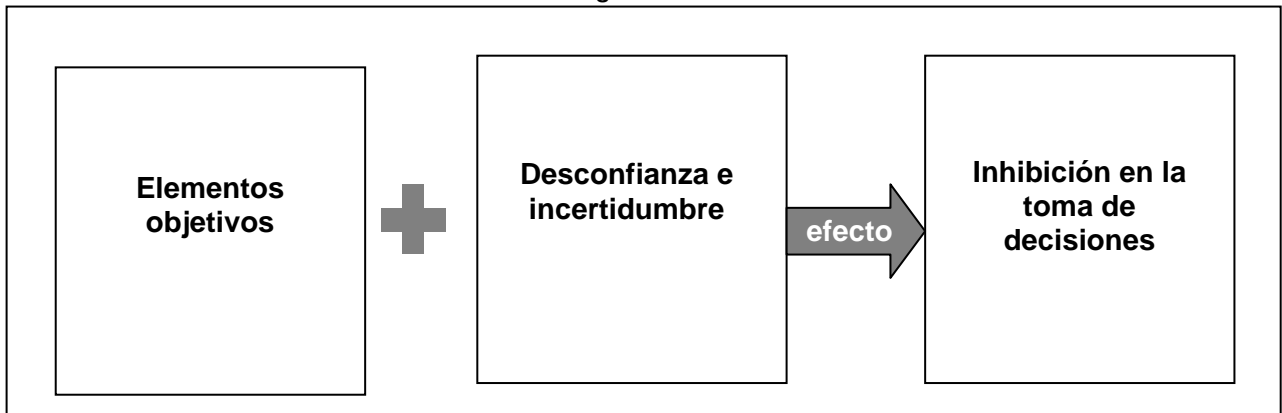 Elementos
objetivos
Desconfianza e
incertidumbre
efecto
Inhibición en la
toma de
decisiones